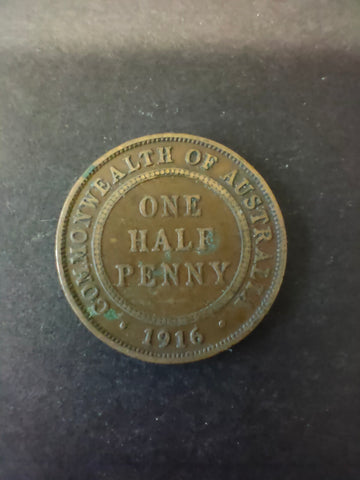 COMMONWEALTH OF AUSTRALIA
ONE
HALF
PENNY
1916